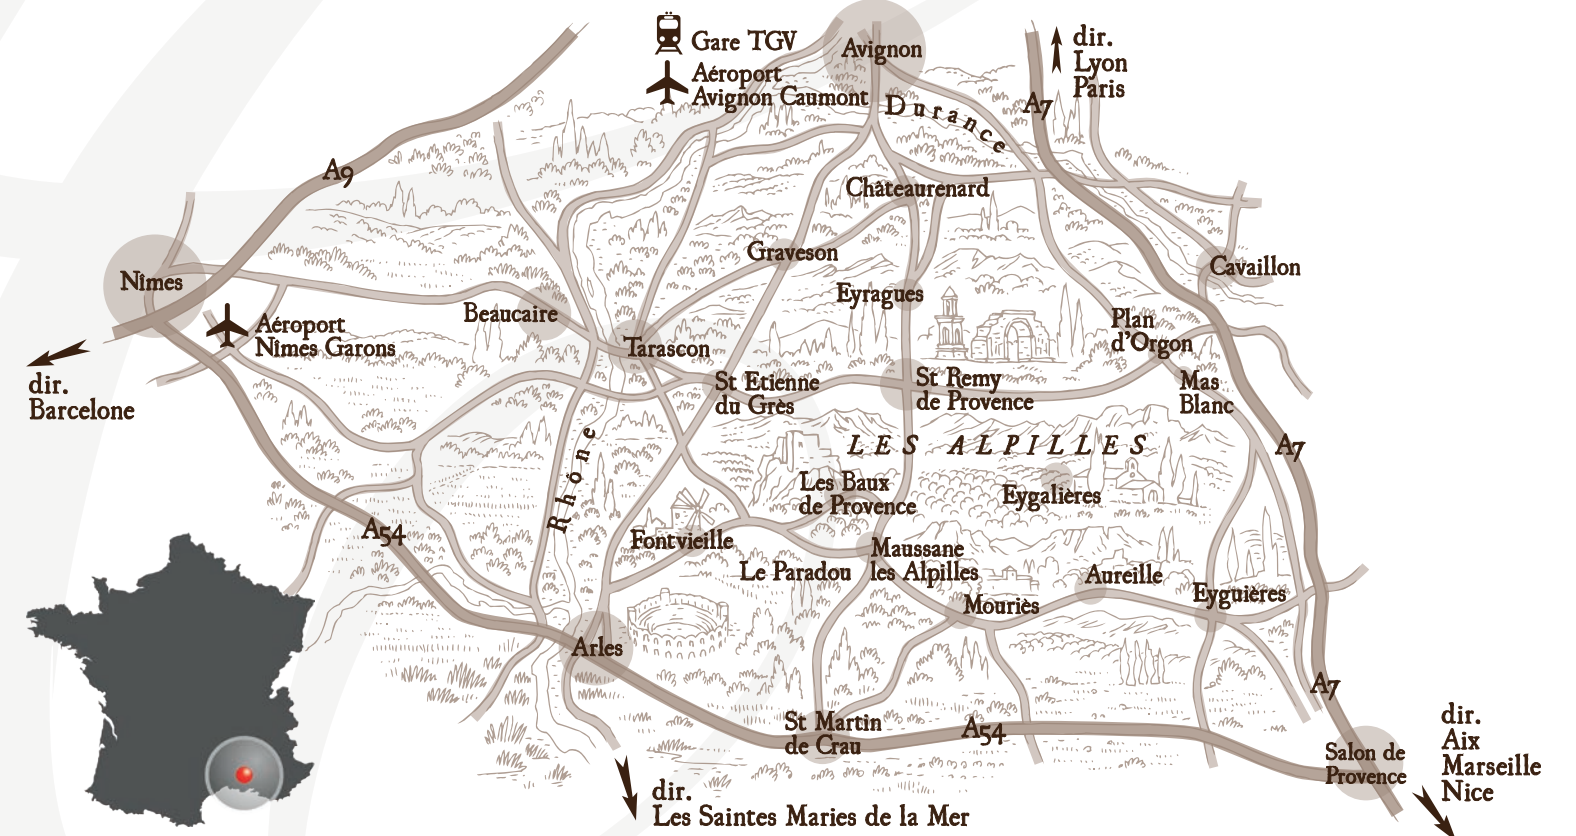 Gare TGV
Aéroport
Avignon Caumont
Avignon
Durance
dir.
Lyon
Paris
A7
A9
Châteaurenard
Nîmes
Graveson
Cavaillon
Eyragues
Beaucaire
Aéroport
Nîmes Garons
Plan
d'Orgon
Tarascon
dir.
Barcelone
St Etienne
du Grès
St Remy
de Provence
Mas
Blanc
Rhône
LES ALPILLES
A7
Les Baux
de Provence
Eygalières
A54
Fontvieille
Maussane
les Alpilles
Le Paradou
Aureille
Mouriès
Eyguières
Arles
A7
St Martin
de Crau
A54
Salon de
Provence
dir.
Aix
Marseille
Nice
dir.
Les Saintes Maries de la Mer